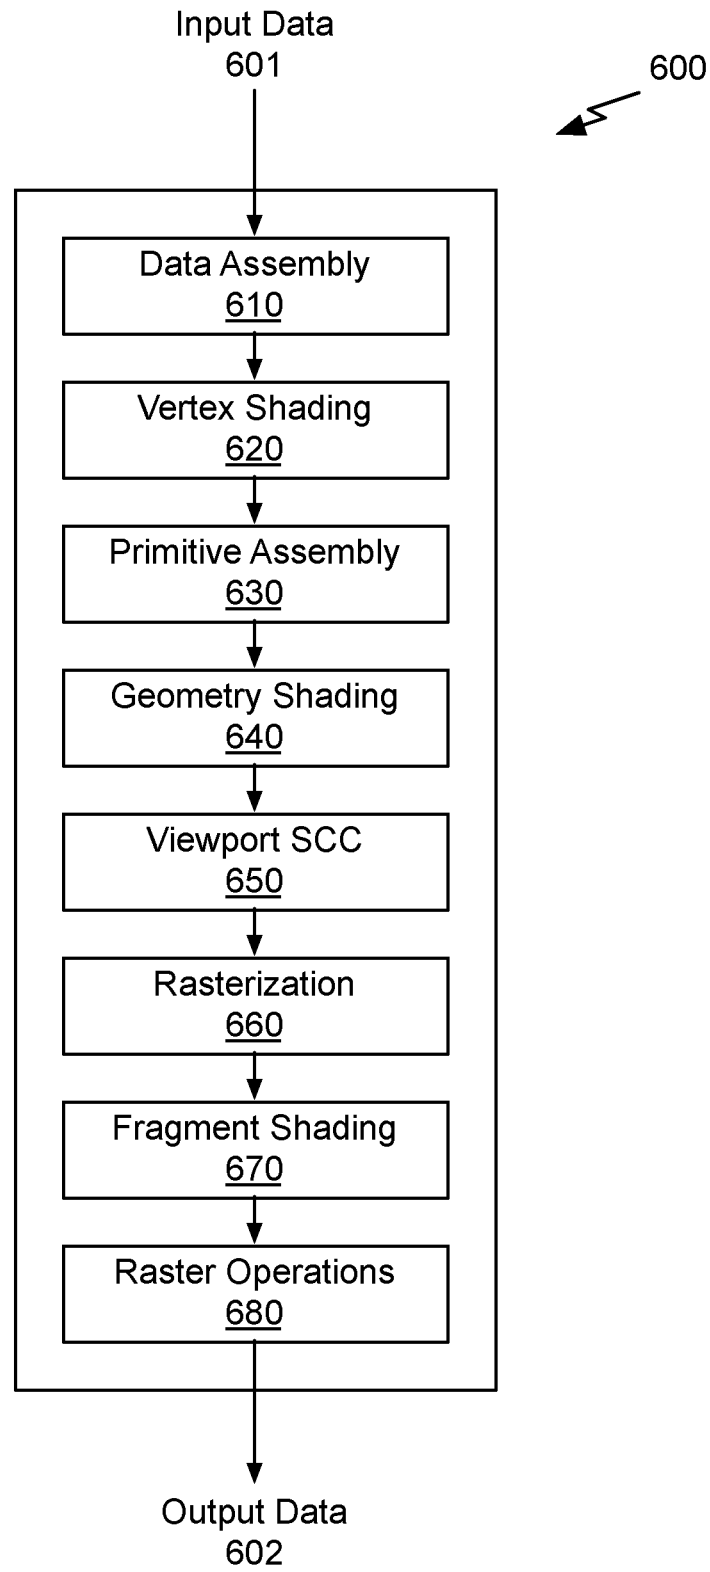 Input Data
601
600
Data Assembly
610
Vertex Shading
620
Primitive Assembly
630
Geometry Shading
640
Viewport SCC
650
Rasterization
660
Fragment Shading
670
Raster Operations
680
Output Data
602